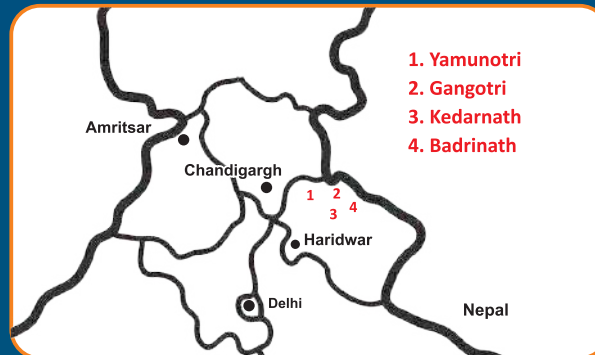 1. Yamunotri
2. Gangotri
3. Kedarnath
4. Badrinath
Amritsar
Chandigargh
1
2
3
4
Haridwar
Delhi
Nepal